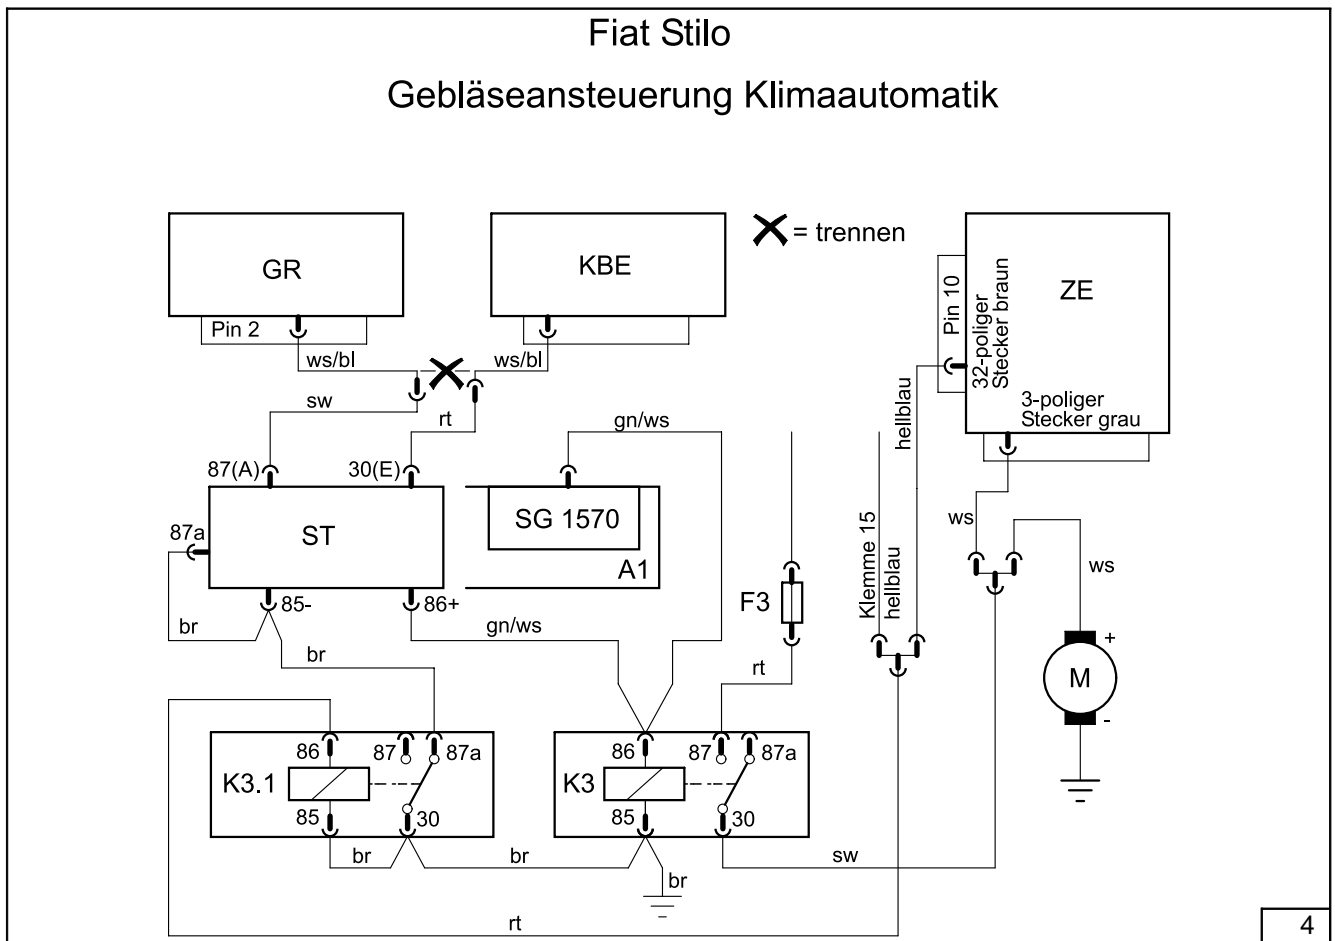 Fiat Stilo
Gebläseansteuerung Klimaautomatik
GR
KBE
= trennen
ZE
Pin 2
Pin 10
32-poliger
Stecker braun
3-poliger
Stecker grau
ws/bl
ws/bl
hellblau
sw
rt
gn/ws
87(A)
30(E)
87a
ST
SG 1570
A1
Klemme 15
hellblau
ws
ws
F3
85-
86+
br
gn/ws
br
rt
+
M
-
86
87
87a
K3.1
85
30
86
87
87a
K3
85
30
br
br
br
sw
rt
4